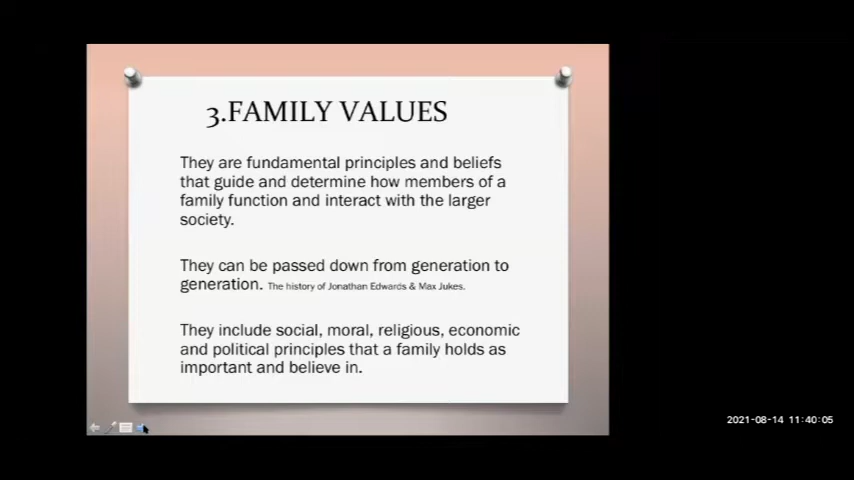 3.FAMILY VALUES
They are fundamental principles and beliefs
that guide and determine how members of a
family function and interact with the larger
society.
They can be passed down from generation to
generation. The history of Jonathan Edwards & Max Jukes.
They include social, moral, religious, economic
and political principles that a family holds as
important and believe in.
2021-08-14 11:40:05